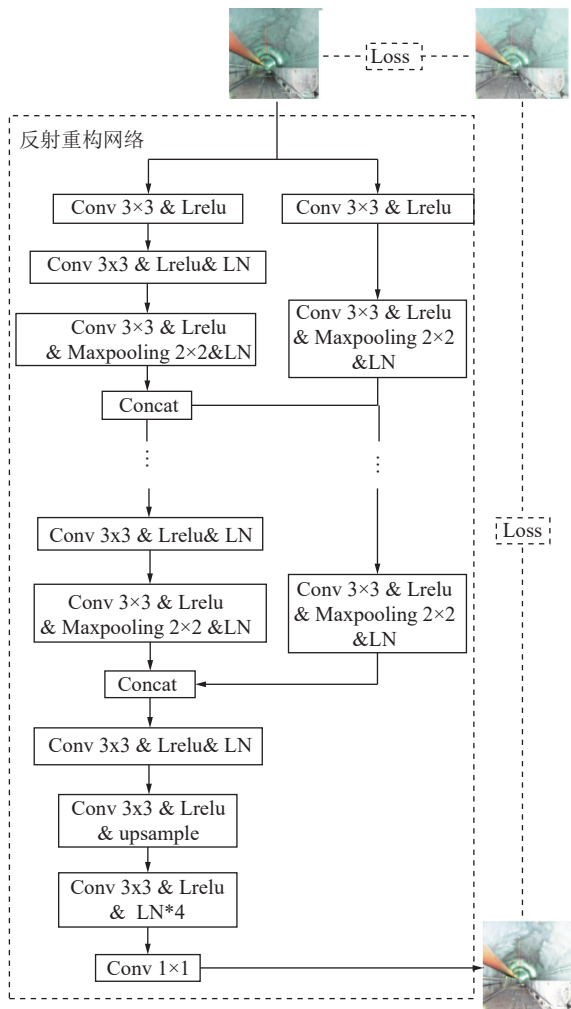 Loss
反射重构网络
Conv 3×3 & Lrelu
Conv 3×3 & Lrelu
Conv 3x3 & Lrelu& LN
Conv 3×3 & Lrelu
& Maxpooling 2×2&LN
Conv 3×3 & Lrelu
& Maxpooling 2×2
&LN
Concat
⋮
⋮
Loss
Conv 3x3 & Lrelu& LN
Conv 3×3 & Lrelu
& Maxpooling 2×2 &LN
Conv 3×3 & Lrelu
& Maxpooling 2×2
&LN
Concat
Conv 3x3 & Lrelu& LN
Conv 3x3 & Lrelu
& upsample
Conv 3x3 & Lrelu
& LN*4
Conv 1×1